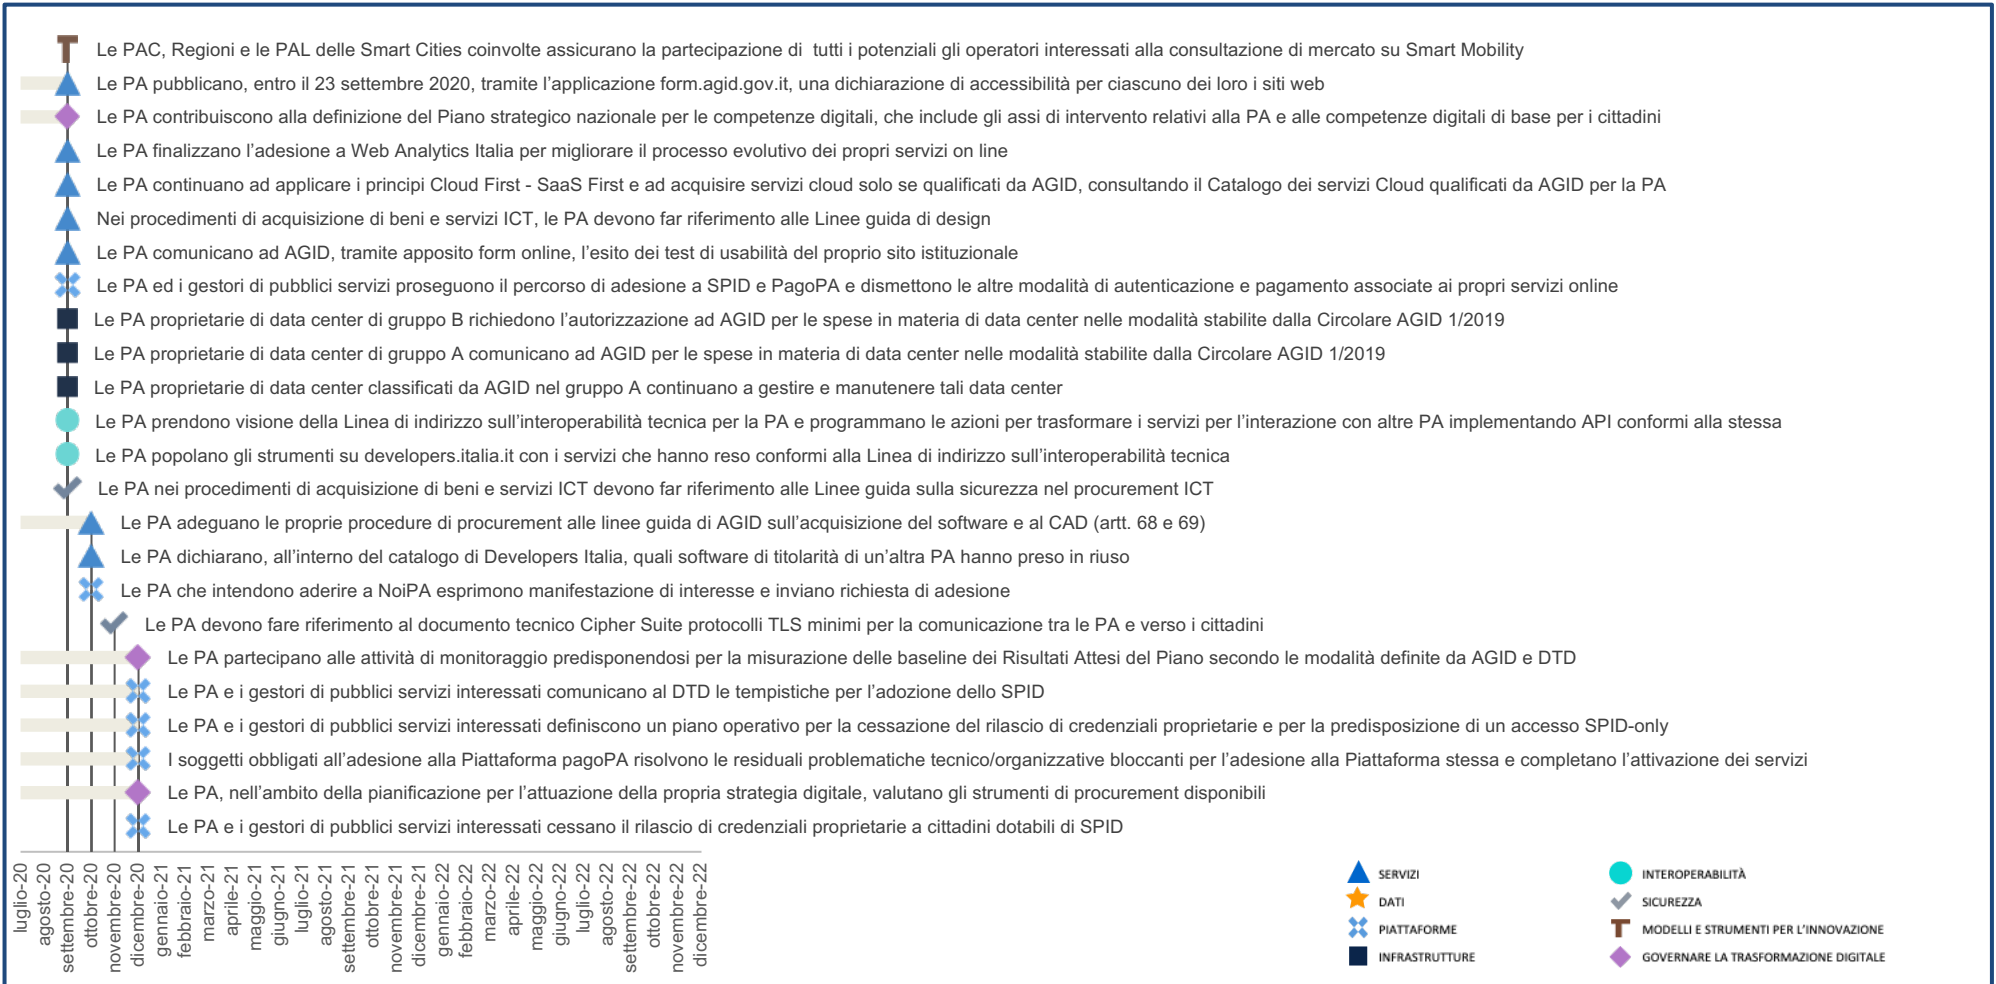 Le PAC, Regioni e le PAL delle Smart Cities coinvolte assicurano la partecipazione di tutti i potenziali gli operatori interessati alla consultazione di mercato su Smart Mobility
Le PA pubblicano, entro il 23 settembre 2020, tramite l’applicazione form.agid.gov.it, una dichiarazione di accessibilità per ciascuno dei loro i siti web
Le PA contribuiscono alla definizione del Piano strategico nazionale per le competenze digitali, che include gli assi di intervento relativi alla PA e alle competenze digitali di base per i cittadini
Le PA finalizzano l’adesione a Web Analytics Italia per migliorare il processo evolutivo dei propri servizi on line
Le PA continuano ad applicare i principi Cloud First - SaaS First e ad acquisire servizi cloud solo se qualificati da AGID, consultando il Catalogo dei servizi Cloud qualificati da AGID per la PA
Nei procedimenti di acquisizione di beni e servizi ICT, le PA devono far riferimento alle Linee guida di design
Le PA comunicano ad AGID, tramite apposito form online, l’esito dei test di usabilità del proprio sito istituzionale
Le PA ed i gestori di pubblici servizi proseguono il percorso di adesione a SPID e PagoPA e dismettono le altre modalità di autenticazione e pagamento associate ai propri servizi online
Le PA proprietarie di data center di gruppo B richiedono l’autorizzazione ad AGID per le spese in materia di data center nelle modalità stabilite dalla Circolare AGID 1/2019
Le PA proprietarie di data center di gruppo A comunicano ad AGID per le spese in materia di data center nelle modalità stabilite dalla Circolare AGID 1/2019
Le PA proprietarie di data center classificati da AGID nel gruppo A continuano a gestire e manutenere tali data center
Le PA prendono visione della Linea di indirizzo sull’interoperabilità tecnica per la PA e programmano le azioni per trasformare i servizi per l’interazione con altre PA implementando API conformi alla stessa
Le PA popolano gli strumenti su developers.italia.it con i servizi che hanno reso conformi alla Linea di indirizzo sull’interoperabilità tecnica
Le PA nei procedimenti di acquisizione di beni e servizi ICT devono far riferimento alle Linee guida sulla sicurezza nel procurement ICT
Le PA adeguano le proprie procedure di procurement alle linee guida di AGID sull’acquisizione del software e al CAD (artt. 68 e 69)
Le PA dichiarano, all’interno del catalogo di Developers Italia, quali software di titolarità di un’altra PA hanno preso in riuso
Le PA che intendono aderire a NoiPA esprimono manifestazione di interesse e inviano richiesta di adesione
Le PA devono fare riferimento al documento tecnico Cipher Suite protocolli TLS minimi per la comunicazione tra le PA e verso i cittadini
Le PA partecipano alle attività di monitoraggio predisponendosi per la misurazione delle baseline dei Risultati Attesi del Piano secondo le modalità definite da AGID e DTD
Le PA e i gestori di pubblici servizi interessati comunicano al DTD le tempistiche per l’adozione dello SPID
Le PA e i gestori di pubblici servizi interessati definiscono un piano operativo per la cessazione del rilascio di credenziali proprietarie e per la predisposizione di un accesso SPID-only
I soggetti obbligati all’adesione alla Piattaforma pagoPA risolvono le residuali problematiche tecnico/organizzative bloccanti per l’adesione alla Piattaforma stessa e completano l’attivazione dei servizi
Le PA, nell’ambito della pianificazione per l’attuazione della propria strategia digitale, valutano gli strumenti di procurement disponibili
Le PA e i gestori di pubblici servizi interessati cessano il rilascio di credenziali proprietarie a cittadini dotabili di SPID
luglio-20
agosto-20
settembre-20
ottobre-20
novembre-20
dicembre-20
gennaio-21
febbraio-21
marzo-21
aprile-21
maggio-21
giugno-21
luglio-21
agosto-21
settembre-21
ottobre-21
novembre-21
dicembre-21
gennaio-22
febbraio-22
marzo-22
aprile-22
maggio-22
giugno-22
luglio-22
agosto-22
settembre-22
ottobre-22
novembre-22
dicembre-22
SERVIZI
DATI
PIATTAFORME
INFRASTRUTTURE
INTEROPERABILITÀ
SICUREZZA
MODELLI E STRUMENTI PER L’INNOVAZIONE
GOVERNARE LA TRASFORMAZIONE DIGITALE